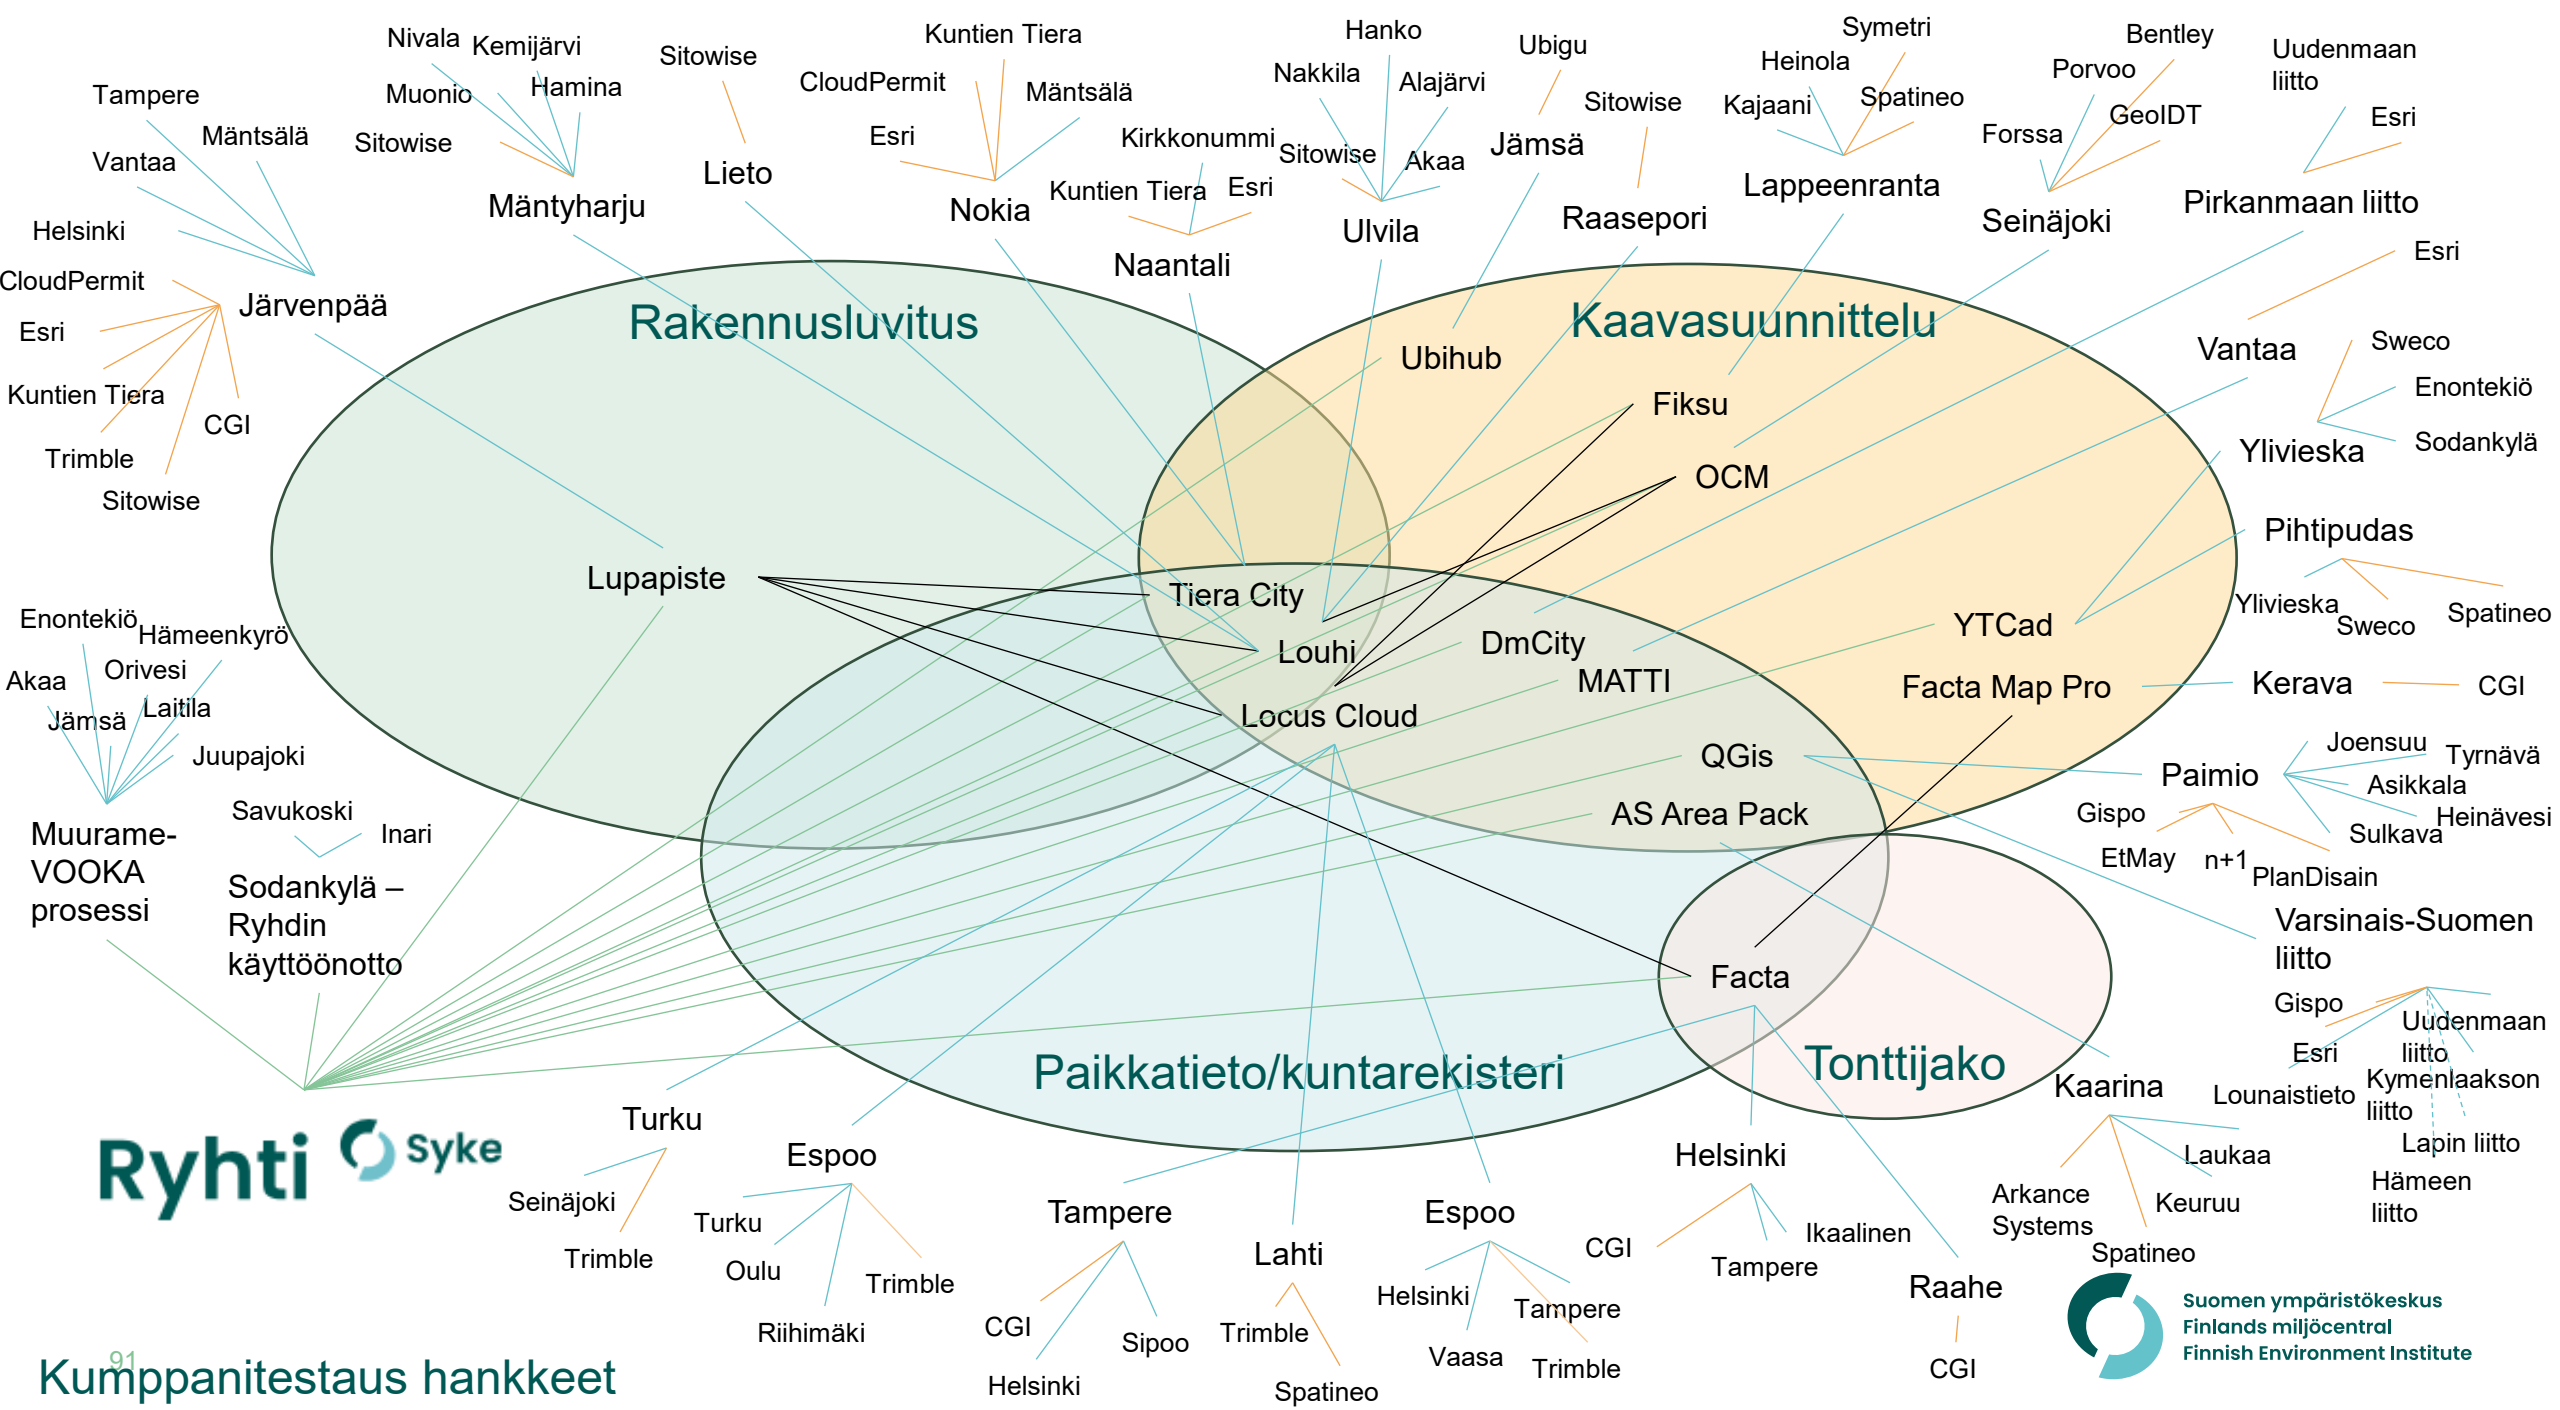 Nivala
Kemijärvi
Muonio
Hamina
Sitowise
Mäntyharju
Tampere
Mäntsälä
Vantaa
Helsinki
CloudPermit
Esri
Kuntien Tiera
Trimble
Sitowise
CGI
Järvenpää
Sitowise
Lieto
Kuntien Tiera
CloudPermit
Mäntsälä
Esri
Nokia
Kirkkonummi
Kuntien Tiera
Esri
Naantali
Hanko
Nakkila
Alajärvi
Sitowise
Akaa
Ulvila
Ubigu
Jämsä
Sitowise
Raasepori
Symetri
Heinola
Kajaani
Spatineo
Lappeenranta
Bentley
Porvoo
GeoIDT
Forssa
Seinäjoki
Uudenmaan
liitto
Esri
Pirkanmaan liitto
Esri
Vantaa
Sweco
Enontekiö
Sodankylä
Ylivieska
Pihtipudas
Ylivieska
Sweco
Spatineo
Kerava
CGI
Joensuu
Tyrnävä
Asikkala
Heinävesi
Sulkava
Paimio
Gispo
EtMay
n+1
PlanDisain
Varsinais-Suomen
liitto
Gispo
Esri
Lounaistieto
Uudenmaan
liitto
Kymenlaakson
liitto
Lapin liitto
Hämeen
liitto
Rakennusluvitus
Kaavasuunnittelu
Ubihub
Fiksu
OCM
Lupapiste
Tiera City
Louhi
Locus Cloud
DmCity
MATTI
YTCad
Facta Map Pro
QGis
AS Area Pack
Facta
Paikkatieto/kuntarekisteri
Tonttijako
Enontekiö
Hämeenkyrö
Orivesi
Akaa
Jämsä
Laitila
Juupajoki
Muurame-
VOOKA
prosessi
Savukoski
Inari
Sodankylä –
Ryhdin
käyttöönotto
Ryhti
Syke
Turku
Seinäjoki
Trimble
Espoo
Turku
Oulu
Riihimäki
Trimble
Tampere
CGI
Helsinki
Sipoo
Lahti
Trimble
Spatineo
Espoo
Helsinki
Vaasa
Tampere
Trimble
Helsinki
CGI
Tampere
Ikaalinen
Raahe
CGI
Kaarina
Arkance
Systems
Spatineo
Keuruu
Laukaa
Suomen ympäristökeskus
Finlands miljöcentral
Finnish Environment Institute
91
Kumppanitestaus hankkeet